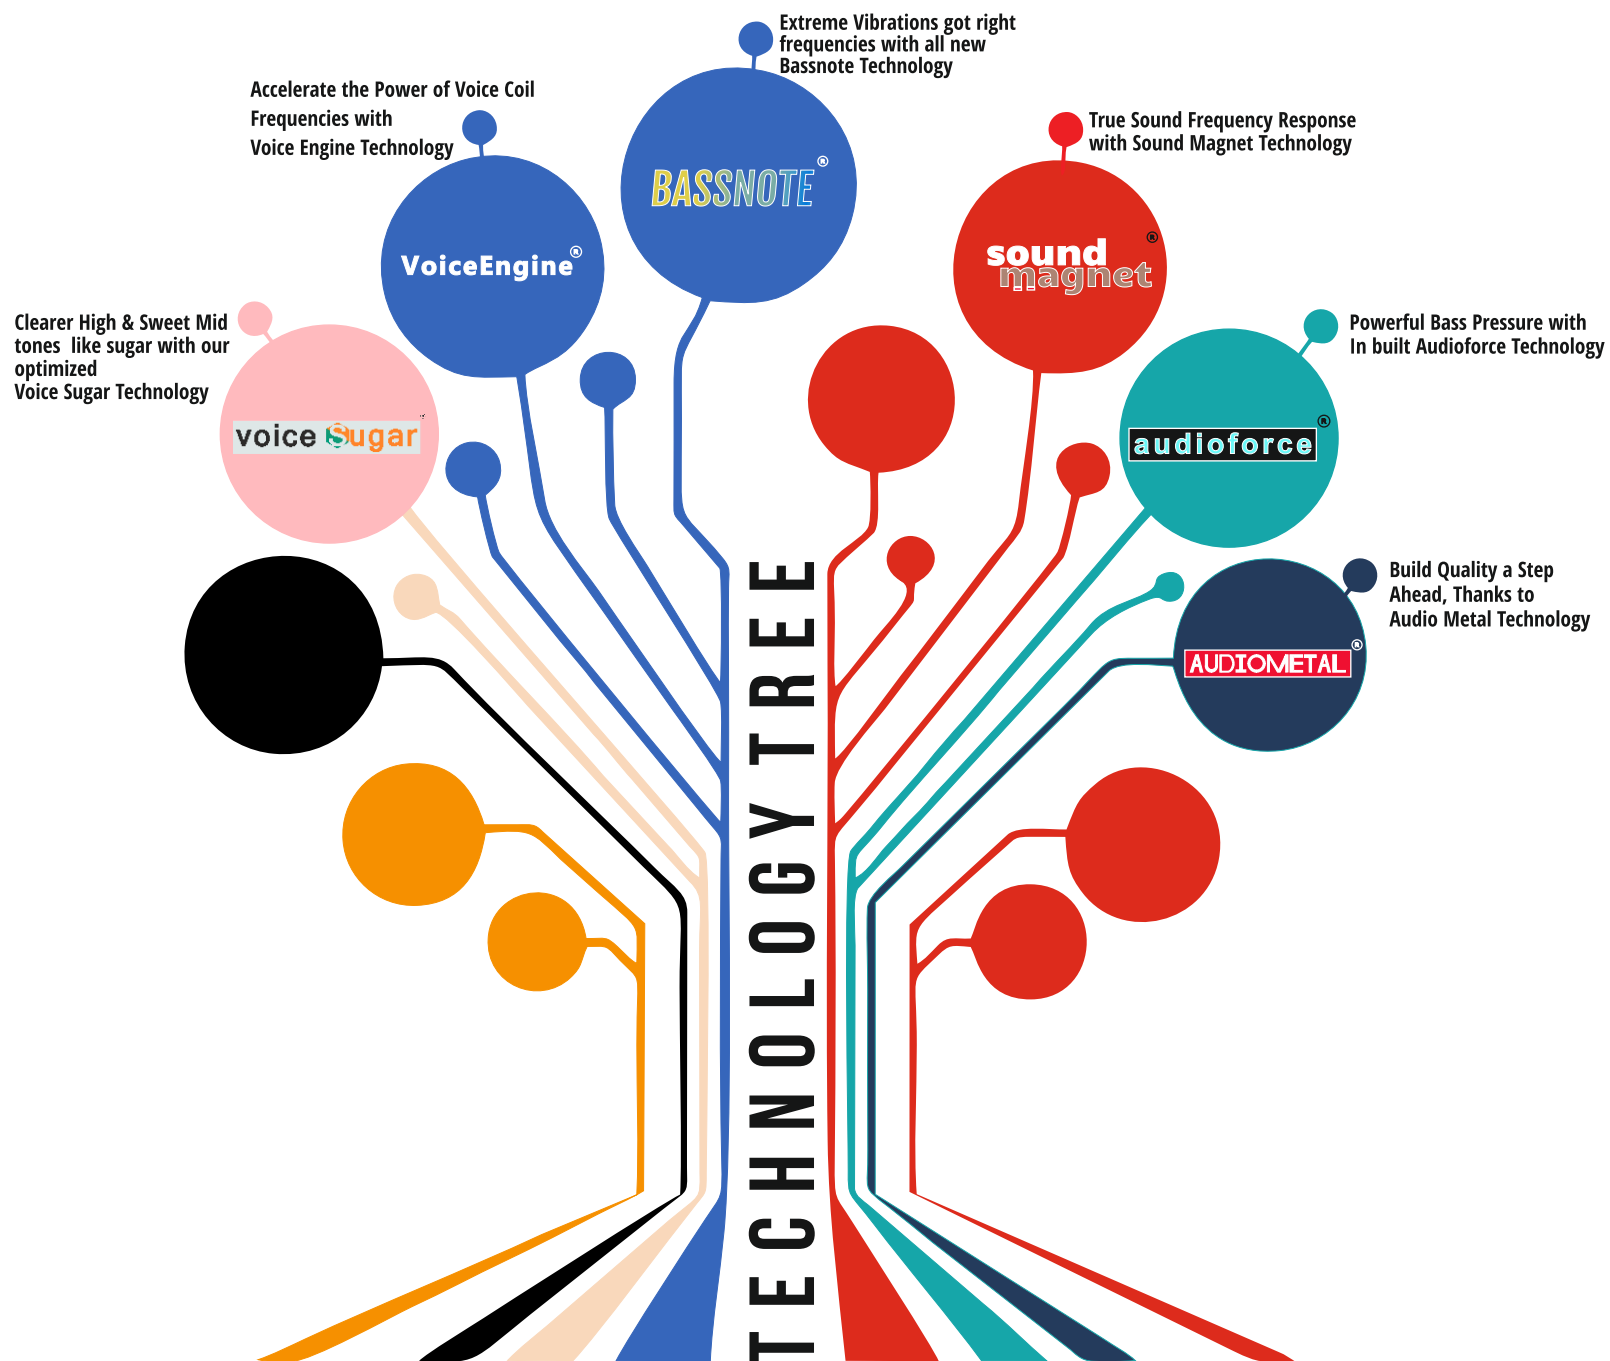 Extreme Vibrations got right
frequencies with all new
Bassnote Technology
BASSNOTE®
Accelerate the Power of Voice Coil
Frequencies with
Voice Engine Technology
VoiceEngine®
True Sound Frequency Response
with Sound Magnet Technology
sound
magnet
®
Clearer High & Sweet Mid
tones like sugar with our
optimized
Voice Sugar Technology
voice Sugar
Powerful Bass Pressure with
In built Audioforce Technology
audioforce®
Build Quality a Step
Ahead, Thanks to
Audio Metal Technology
AUDIOMETAL®
TECHNOLOGY TREE